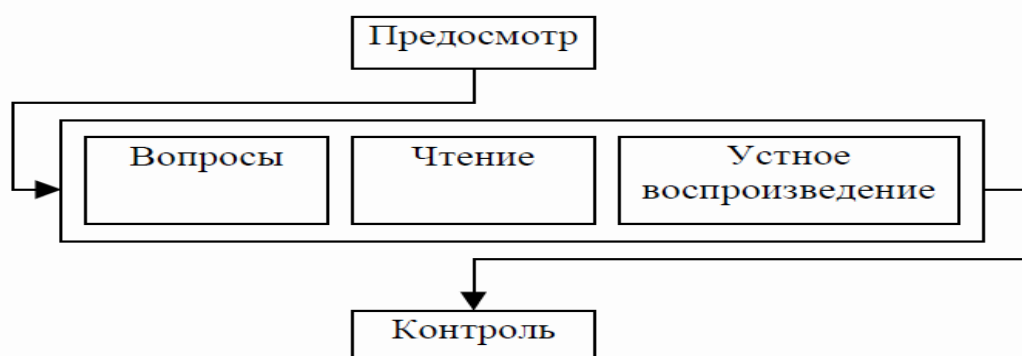 Предосмотр
Вопросы
Чтение
Устное
воспроизведение
Контроль